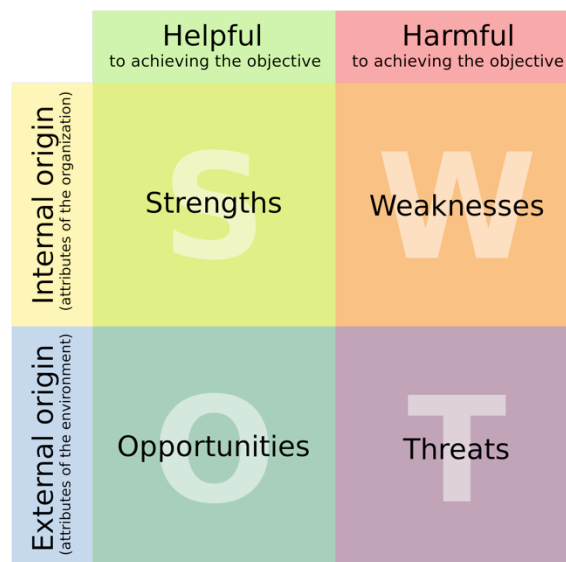 Helpful
to achieving the objective
Harmful
to achieving the objective
Internal origin
(attributes of the organization)
S
Strengths
W
Weaknesses
External origin
(attributes of the environment)
O
Opportunities
T
Threats